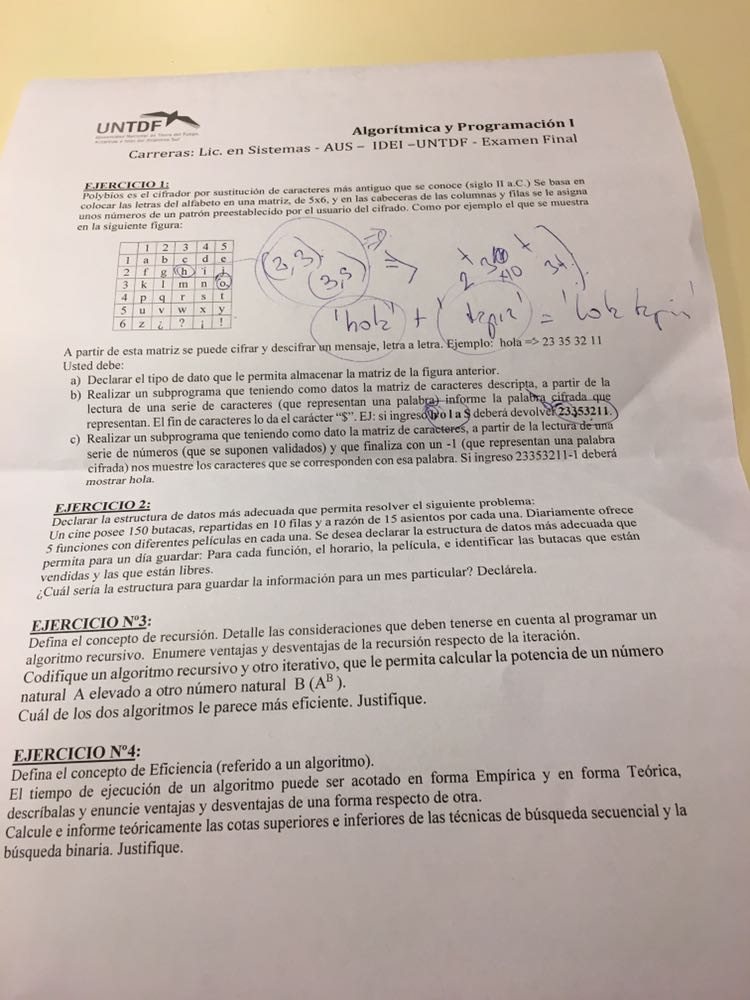 UNTDF
Algorítmica y Programación I
Carreras: Lic. en Sistemas - AUS – IDEI –UNTDF - Examen Final
EJERCICIO 1:
Polybios es el cifrador por sustitución de caracteres más antiguo que se conoce (siglo II a.C.) Se basa en
colocar las letras del alfabeto en una matriz, de 5x6, y en las cabeceras de las columnas y filas se le asigna
unos números de un patrón preestablecido por el usuario del cifrado. Como por ejemplo el que se muestra
en la siguiente figura:
1 2 3 4 5
1 a b c d e
2 f g h i j
3 k l m n o
4 p q r s t
5 u v w x y
6 z ¿ ? ¡ !
(2,3)
(3,5)
'hola' +
A partir de esta matriz se puede cifrar y descifrar un mensaje, letra a letra. Ejemplo: hola => 23 35 32 11
Usted debe:
a) Declarar el tipo de dato que le permita almacenar la matriz de la figura anterior.
b) Realizar un subprograma que teniendo como datos la matriz de caracteres descripta, a partir de la
lectura de una serie de caracteres (que representan una palabra) informe la palabra cifrada que
representan. El fin de caracteres lo da el carácter “$”. EJ: si ingreso h o l a $ deberá devolver 23353211.
c) Realizar un subprograma que teniendo como dato la matriz de caracteres, a partir de la lectura de una
serie de números (que se suponen validados) y que finaliza con un -1 (que representan una palabra
cifrada) nos muestre los caracteres que se corresponden con esa palabra. Si ingreso 23353211-1 deberá
mostrar hola.
EJERCICIO 2:
Declarar la estructura de datos más adecuada que permita resolver el siguiente problema:
Un cine posee 150 butacas, repartidas en 10 filas y a razón de 15 asientos por cada una. Diariamente ofrece
5 funciones con diferentes películas en cada una. Se desea declarar la estructura de datos más adecuada que
permita para un día guardar: Para cada función, el horario, la película, e identificar las butacas que están
vendidas y las que están libres.
¿Cuál sería la estructura para guardar la información para un mes particular? Declárela.
EJERCICIO Nº3:
Defina el concepto de recursión. Detalle las consideraciones que deben tenerse en cuenta al programar un
algoritmo recursivo. Enumere ventajas y desventajas de la recursión respecto de la iteración.
Codifique un algoritmo recursivo y otro iterativo, que le permita calcular la potencia de un número
natural A elevado a otro número natural B (A^B).
Cuál de los dos algoritmos le parece más eficiente. Justifique.
EJERCICIO Nº4:
Defina el concepto de Eficiencia (referido a un algoritmo).
El tiempo de ejecución de un algoritmo puede ser acotado en forma Empírica y en forma Teórica,
descríbalas y enuncie ventajas y desventajas de una forma respecto de otra.
Calcule e informe teóricamente las cotas superiores e inferiores de las técnicas de búsqueda secuencial y la
búsqueda binaria. Justifique.